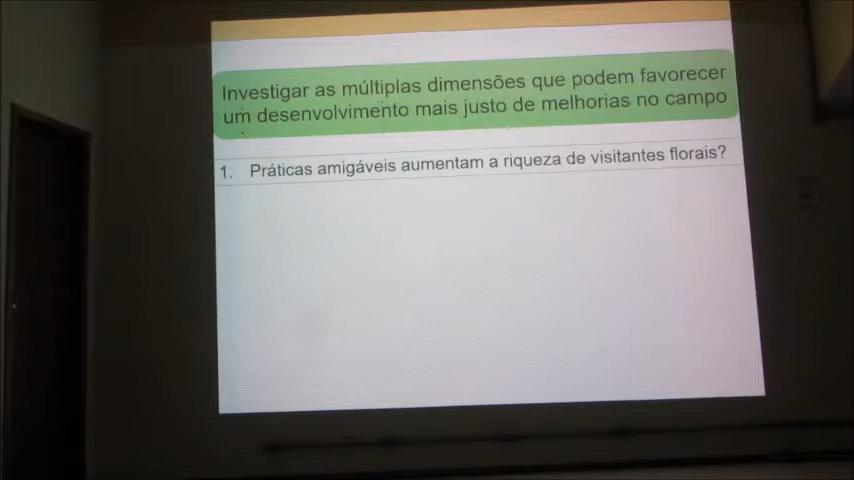 Investigar as múltiplas dimensões que podem favorecer
um desenvolvimento mais justo de melhorias no campo
1. Práticas amigáveis aumentam a riqueza de visitantes florais?